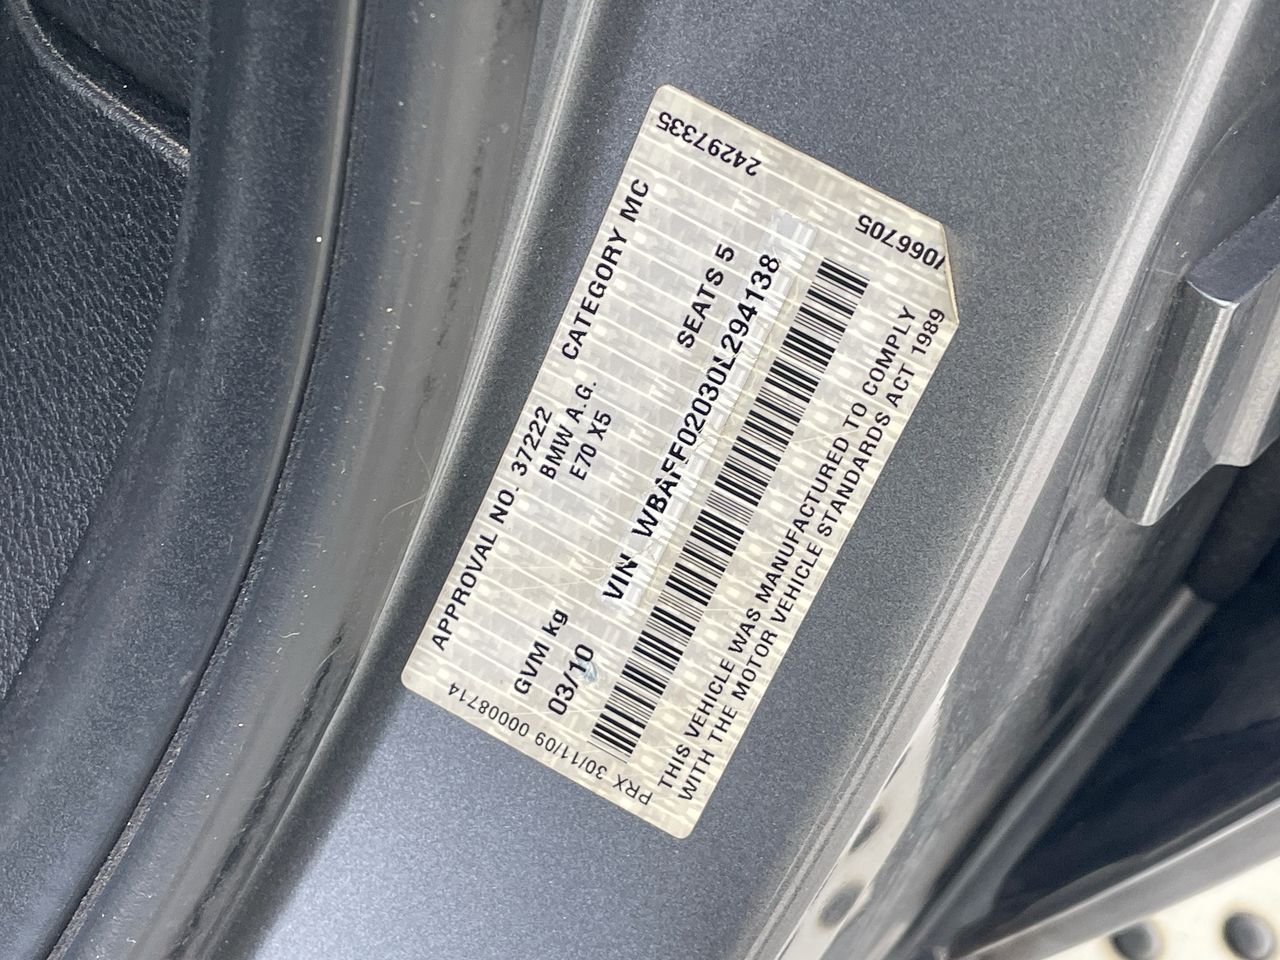 APPROVAL NO. 37222 CATEGORY MC
BMW A.G.
E70 X5
GVM kg SEATS 5
03/10
VIN WBAFF02030L294138
THIS VEHICLE WAS MANUFACTURED TO COMPLY
WITH THE MOTOR VEHICLE STANDARDS ACT 1989
24297335
V066705
PRX 30/11/09 00008714